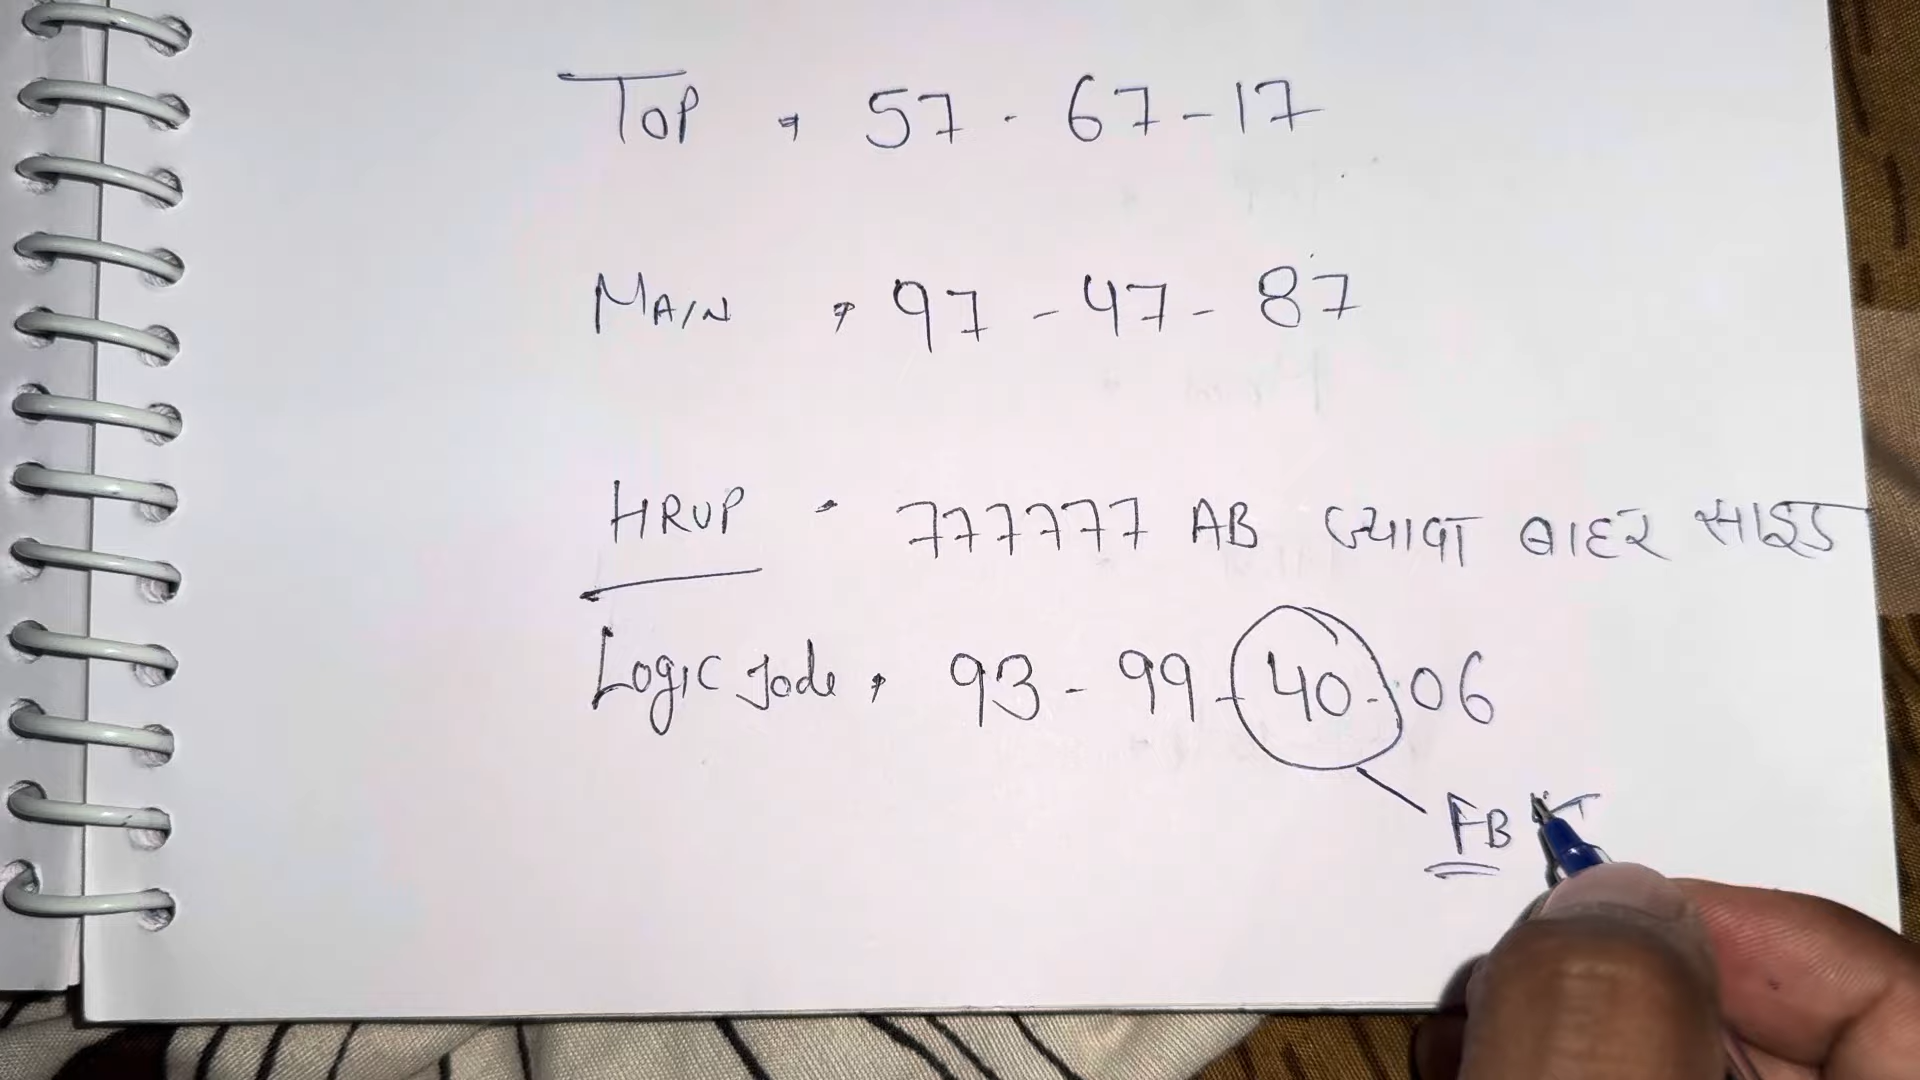 TOP , 57 - 67 - 17
MAIN , 97 - 47 - 87
HRUP - 777777 AB ज्यादा बाहर साइड
Logic Jode , 93 - 99 - 40 - 06
FB